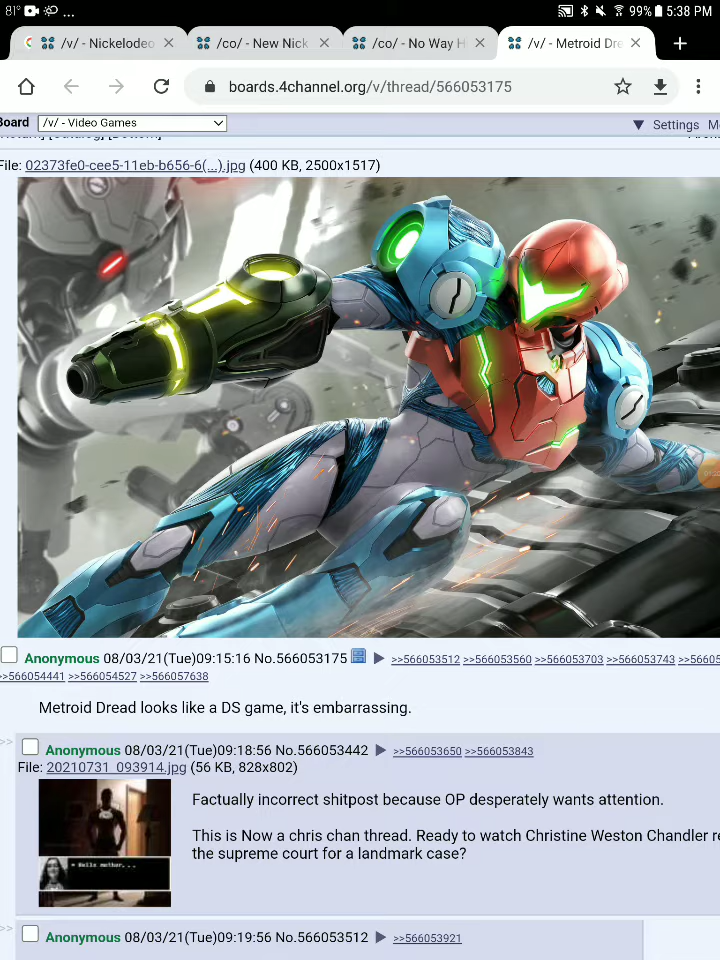 81° ... 99% 5:38 PM
/v/ - Nickelodeo /co/ - New Nick /co/ - No Way H /v/ - Metroid Dre
boards.4channel.org/v/thread/566053175
Board /v/ - Video Games Settings
File: 02373fe0-cee5-11eb-b656-6(...).jpg (400 KB, 2500x1517)
Anonymous 08/03/21(Tue)09:15:16 No.566053175 >>566053512 >>566053560 >>566053703 >>566053743 >>56605
>>566054441 >>566054527 >>566057638
Metroid Dread looks like a DS game, it's embarrassing.
>> Anonymous 08/03/21(Tue)09:18:56 No.566053442 >>566053650 >>566053843
File: 20210731_093914.jpg (56 KB, 828x802)
Factually incorrect shitpost because OP desperately wants attention.
* Hello mother,...
This is Now a chris chan thread. Ready to watch Christine Weston Chandler re
the supreme court for a landmark case?
>> Anonymous 08/03/21(Tue)09:19:56 No.566053512 >>566053921